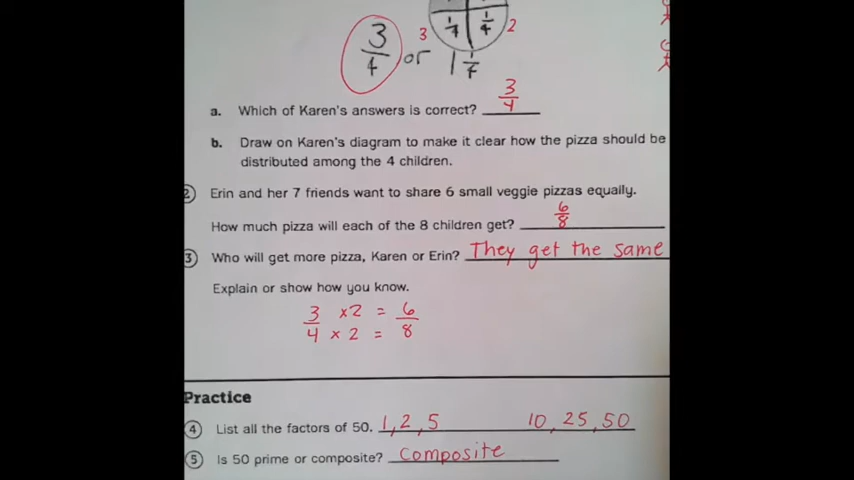 1/4 1/4 2
3/4 3 or 1 1/4
a. Which of Karen's answers is correct? 3/4
b. Draw on Karen's diagram to make it clear how the pizza should be
distributed among the 4 children.
2 Erin and her 7 friends want to share 6 small veggie pizzas equally.
How much pizza will each of the 8 children get? 6/8
3 Who will get more pizza, Karen or Erin? They get the same
Explain or show how you know.
3 x2 = 6
4 x 2 = 8
Practice
4 List all the factors of 50. 1, 2, 5 10, 25, 50
5 Is 50 prime or composite? Composite